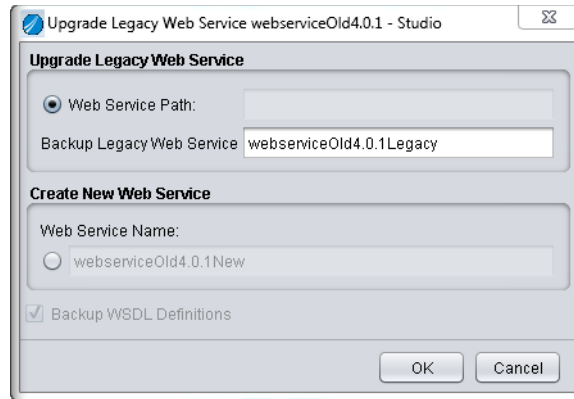 Upgrade Legacy Web Service webserviceOld4.0.1 - Studio
Upgrade Legacy Web Service
Web Service Path:
Backup Legacy Web Service webserviceOld4.0.1Legacy
Create New Web Service
Web Service Name:
webserviceOld4.0.1New
Backup WSDL Definitions
OK Cancel